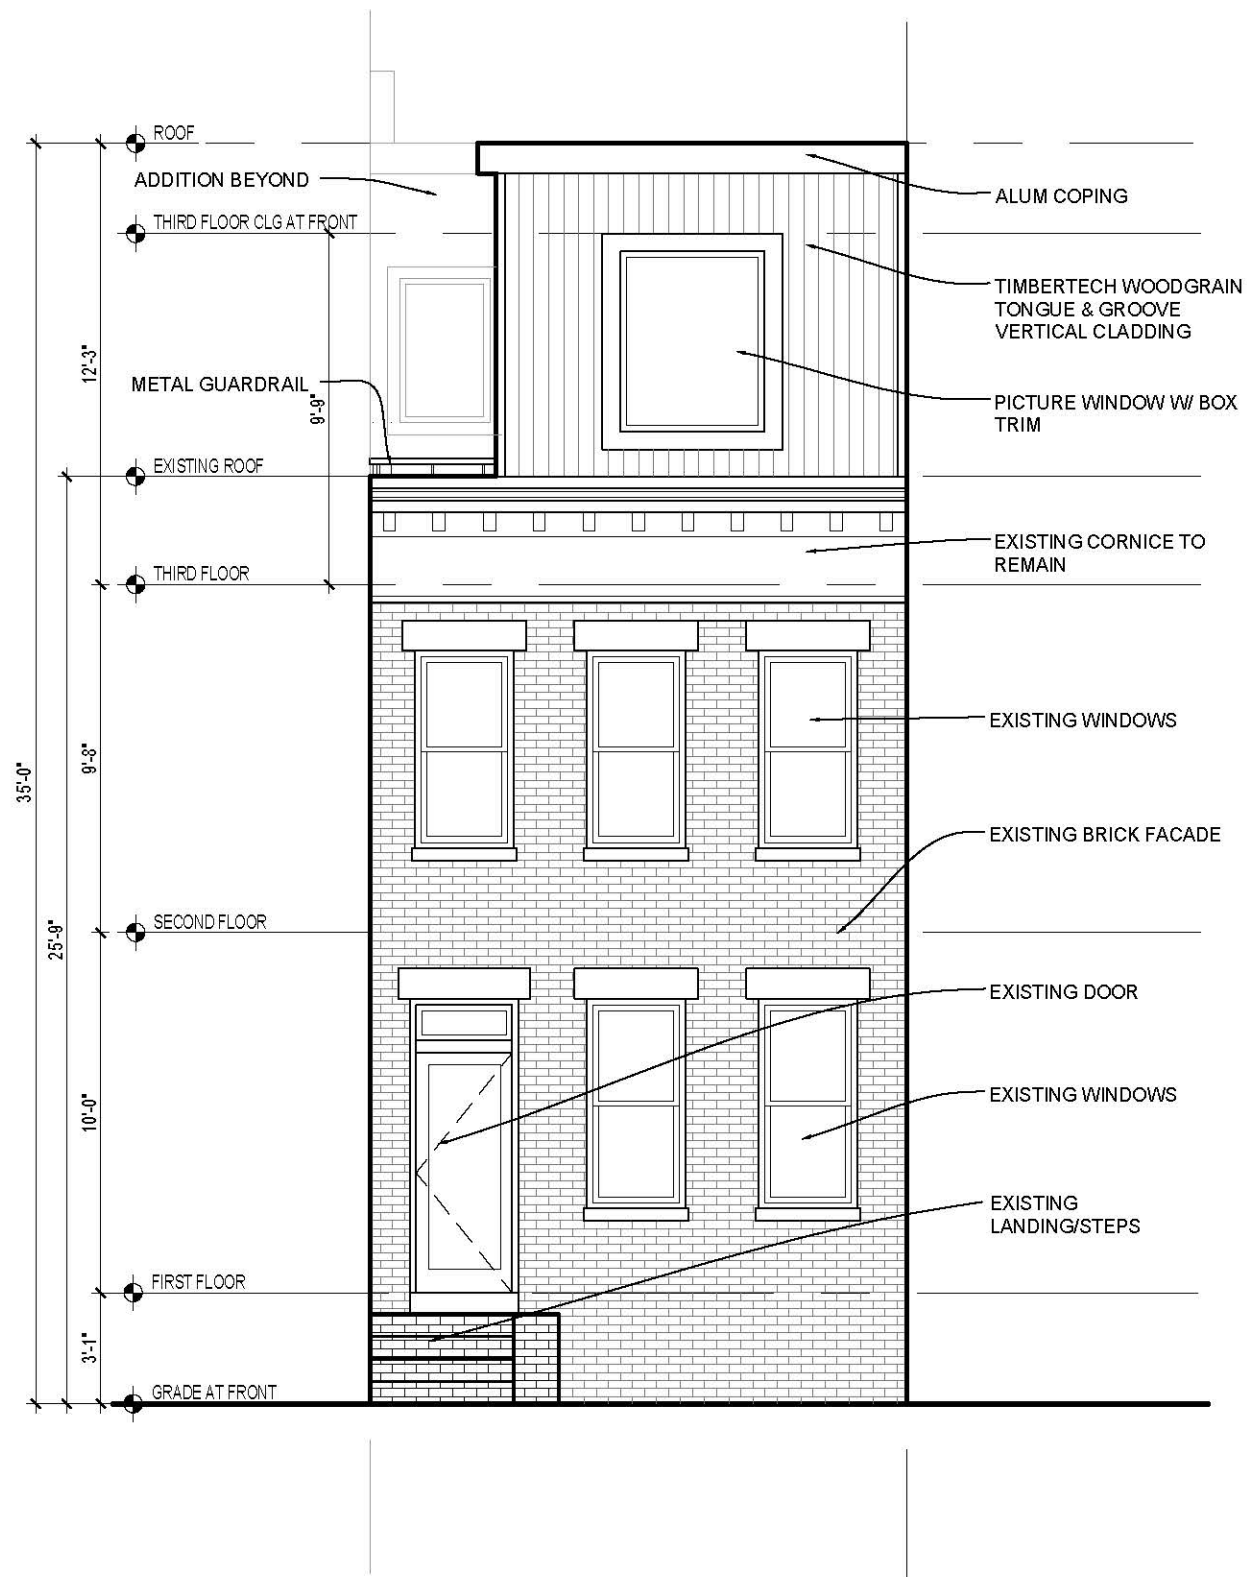 ROOF
ADDITION BEYOND
ALUM COPING
THIRD FLOOR CLG AT FRONT
TIMBERTECH WOODGRAIN
TONGUE & GROOVE
VERTICAL CLADDING
12'-3"
METAL GUARDRAIL
9'-9"
PICTURE WINDOW W/ BOX
TRIM
EXISTING ROOF
EXISTING CORNICE TO
REMAIN
THIRD FLOOR
EXISTING WINDOWS
9'-8"
35'-0"
EXISTING BRICK FACADE
SECOND FLOOR
25'-9"
EXISTING DOOR
EXISTING WINDOWS
10'-0"
EXISTING
LANDING/STEPS
FIRST FLOOR
3'-1"
GRADE AT FRONT